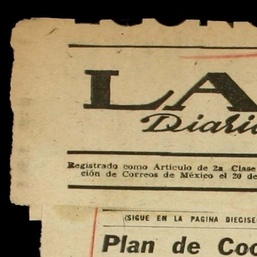 LA
Diario
Registrado como Artículo de 2a Clase
ción de Correos de México el 20 de
(SIGUE EN LA PAGINA DIECISE
Plan de Coo